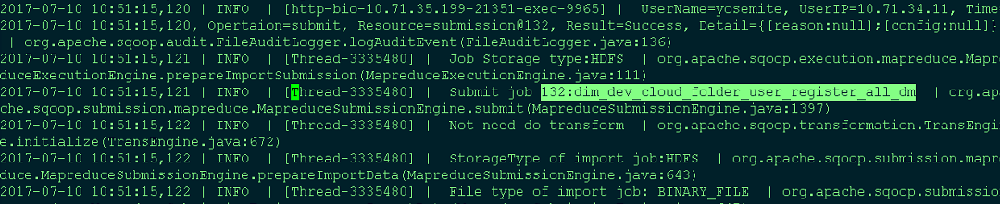 2017-07-10 10:51:15,120 | INFO  | [http-bio-10.71.35.199-21351-exec-9965] |  UserName=yosemite, UserIP=10.71.34.11, Time=
2017-07-10 10:51:15,120, Opertaion=submit, Resource=submission@132, Result=Success, Detail={[reason:null];[config:null]}
 | org.apache.sqoop.audit.FileAuditLogger.logAuditEvent(FileAuditLogger.java:136)
2017-07-10 10:51:15,121 | INFO  | [Thread-3335480] |  Job Storage type:HDFS  | org.apache.sqoop.execution.mapreduce.Mapre
duceExecutionEngine.prepareImportSubmission(MapreduceExecutionEngine.java:111)
2017-07-10 10:51:15,121 | INFO  | [Thread-3335480] |  Submit job 132:dim_dev_cloud_folder_user_register_all_dm  | org.apa
che.sqoop.submission.mapreduce.MapreduceSubmissionEngine.submit(MapreduceSubmissionEngine.java:1397)
2017-07-10 10:51:15,122 | INFO  | [Thread-3335480] |  Not need do transform  | org.apache.sqoop.transformation.TransEngin
e.initialize(TransEngine.java:672)
2017-07-10 10:51:15,122 | INFO  | [Thread-3335480] |  StorageType of import job:HDFS  | org.apache.sqoop.submission.mapre
duce.MapreduceSubmissionEngine.prepareImportData(MapreduceSubmissionEngine.java:643)
2017-07-10 10:51:15,122 | INFO  | [Thread-3335480] |  File type of import job: BINARY_FILE  | org.apache.sqoop.submission